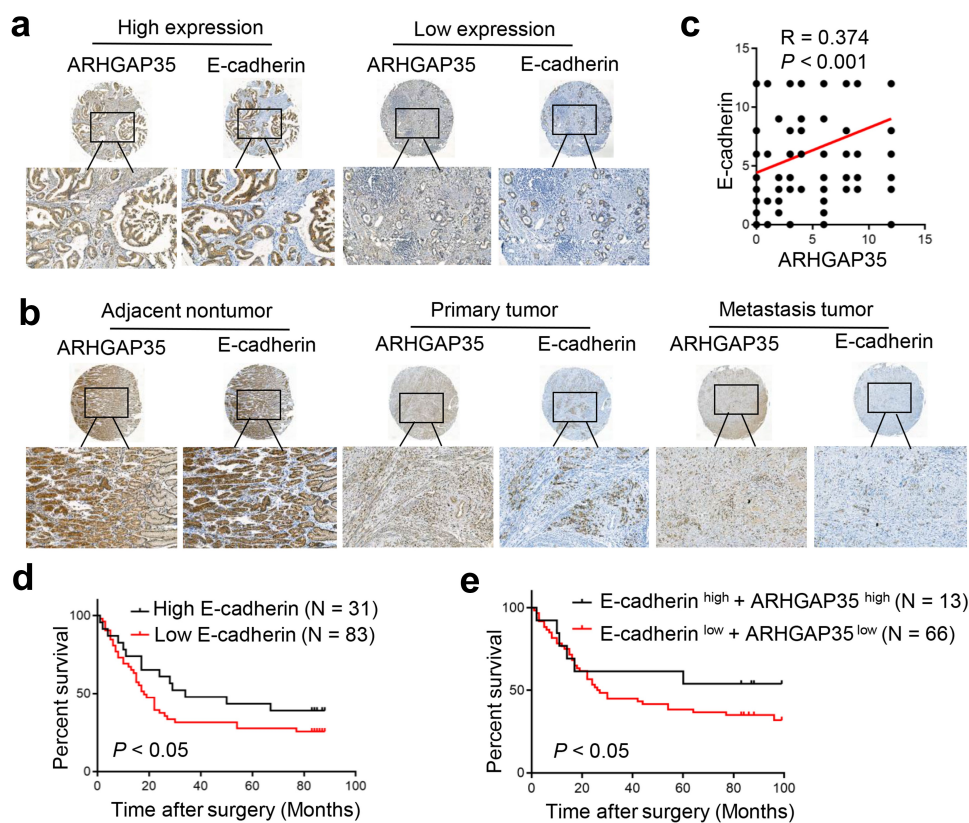 a
High expression
Low expression
ARHGAP35
E-cadherin
ARHGAP35
E-cadherin
c
R = 0.374
P < 0.001
15
10
5
0
E-cadherin
0
5
10
15
ARHGAP35
b
Adjacent nontumor
Primary tumor
Metastasis tumor
ARHGAP35
E-cadherin
ARHGAP35
E-cadherin
ARHGAP35
E-cadherin
d
High E-cadherin (N = 31)
Low E-cadherin (N = 83)
100
50
0
Percent survival
P < 0.05
0
20
40
60
80
100
Time after surgery (Months)
e
E-cadherin high + ARHGAP35 high (N = 13)
E-cadherin low + ARHGAP35 low (N = 66)
100
50
0
Percent survival
P < 0.05
0
20
40
60
80
100
Time after surgery (Months)